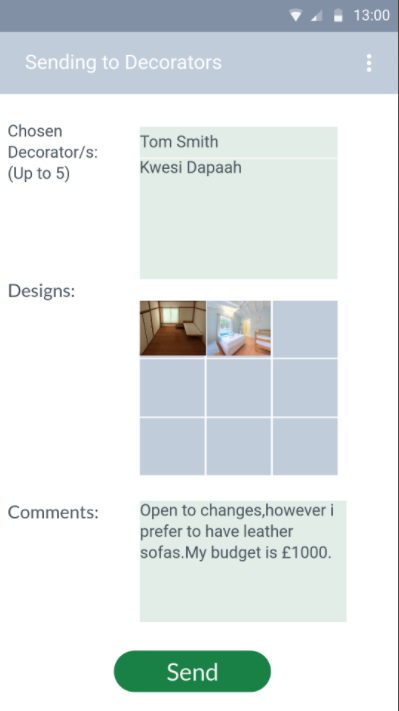 13:00
Sending to Decorators
Chosen
Decorator/s:
(Up to 5)
Tom Smith
Kwesi Dapaah
Designs:
Comments:
Open to changes,however i
prefer to have leather
sofas.My budget is £1000.
Send